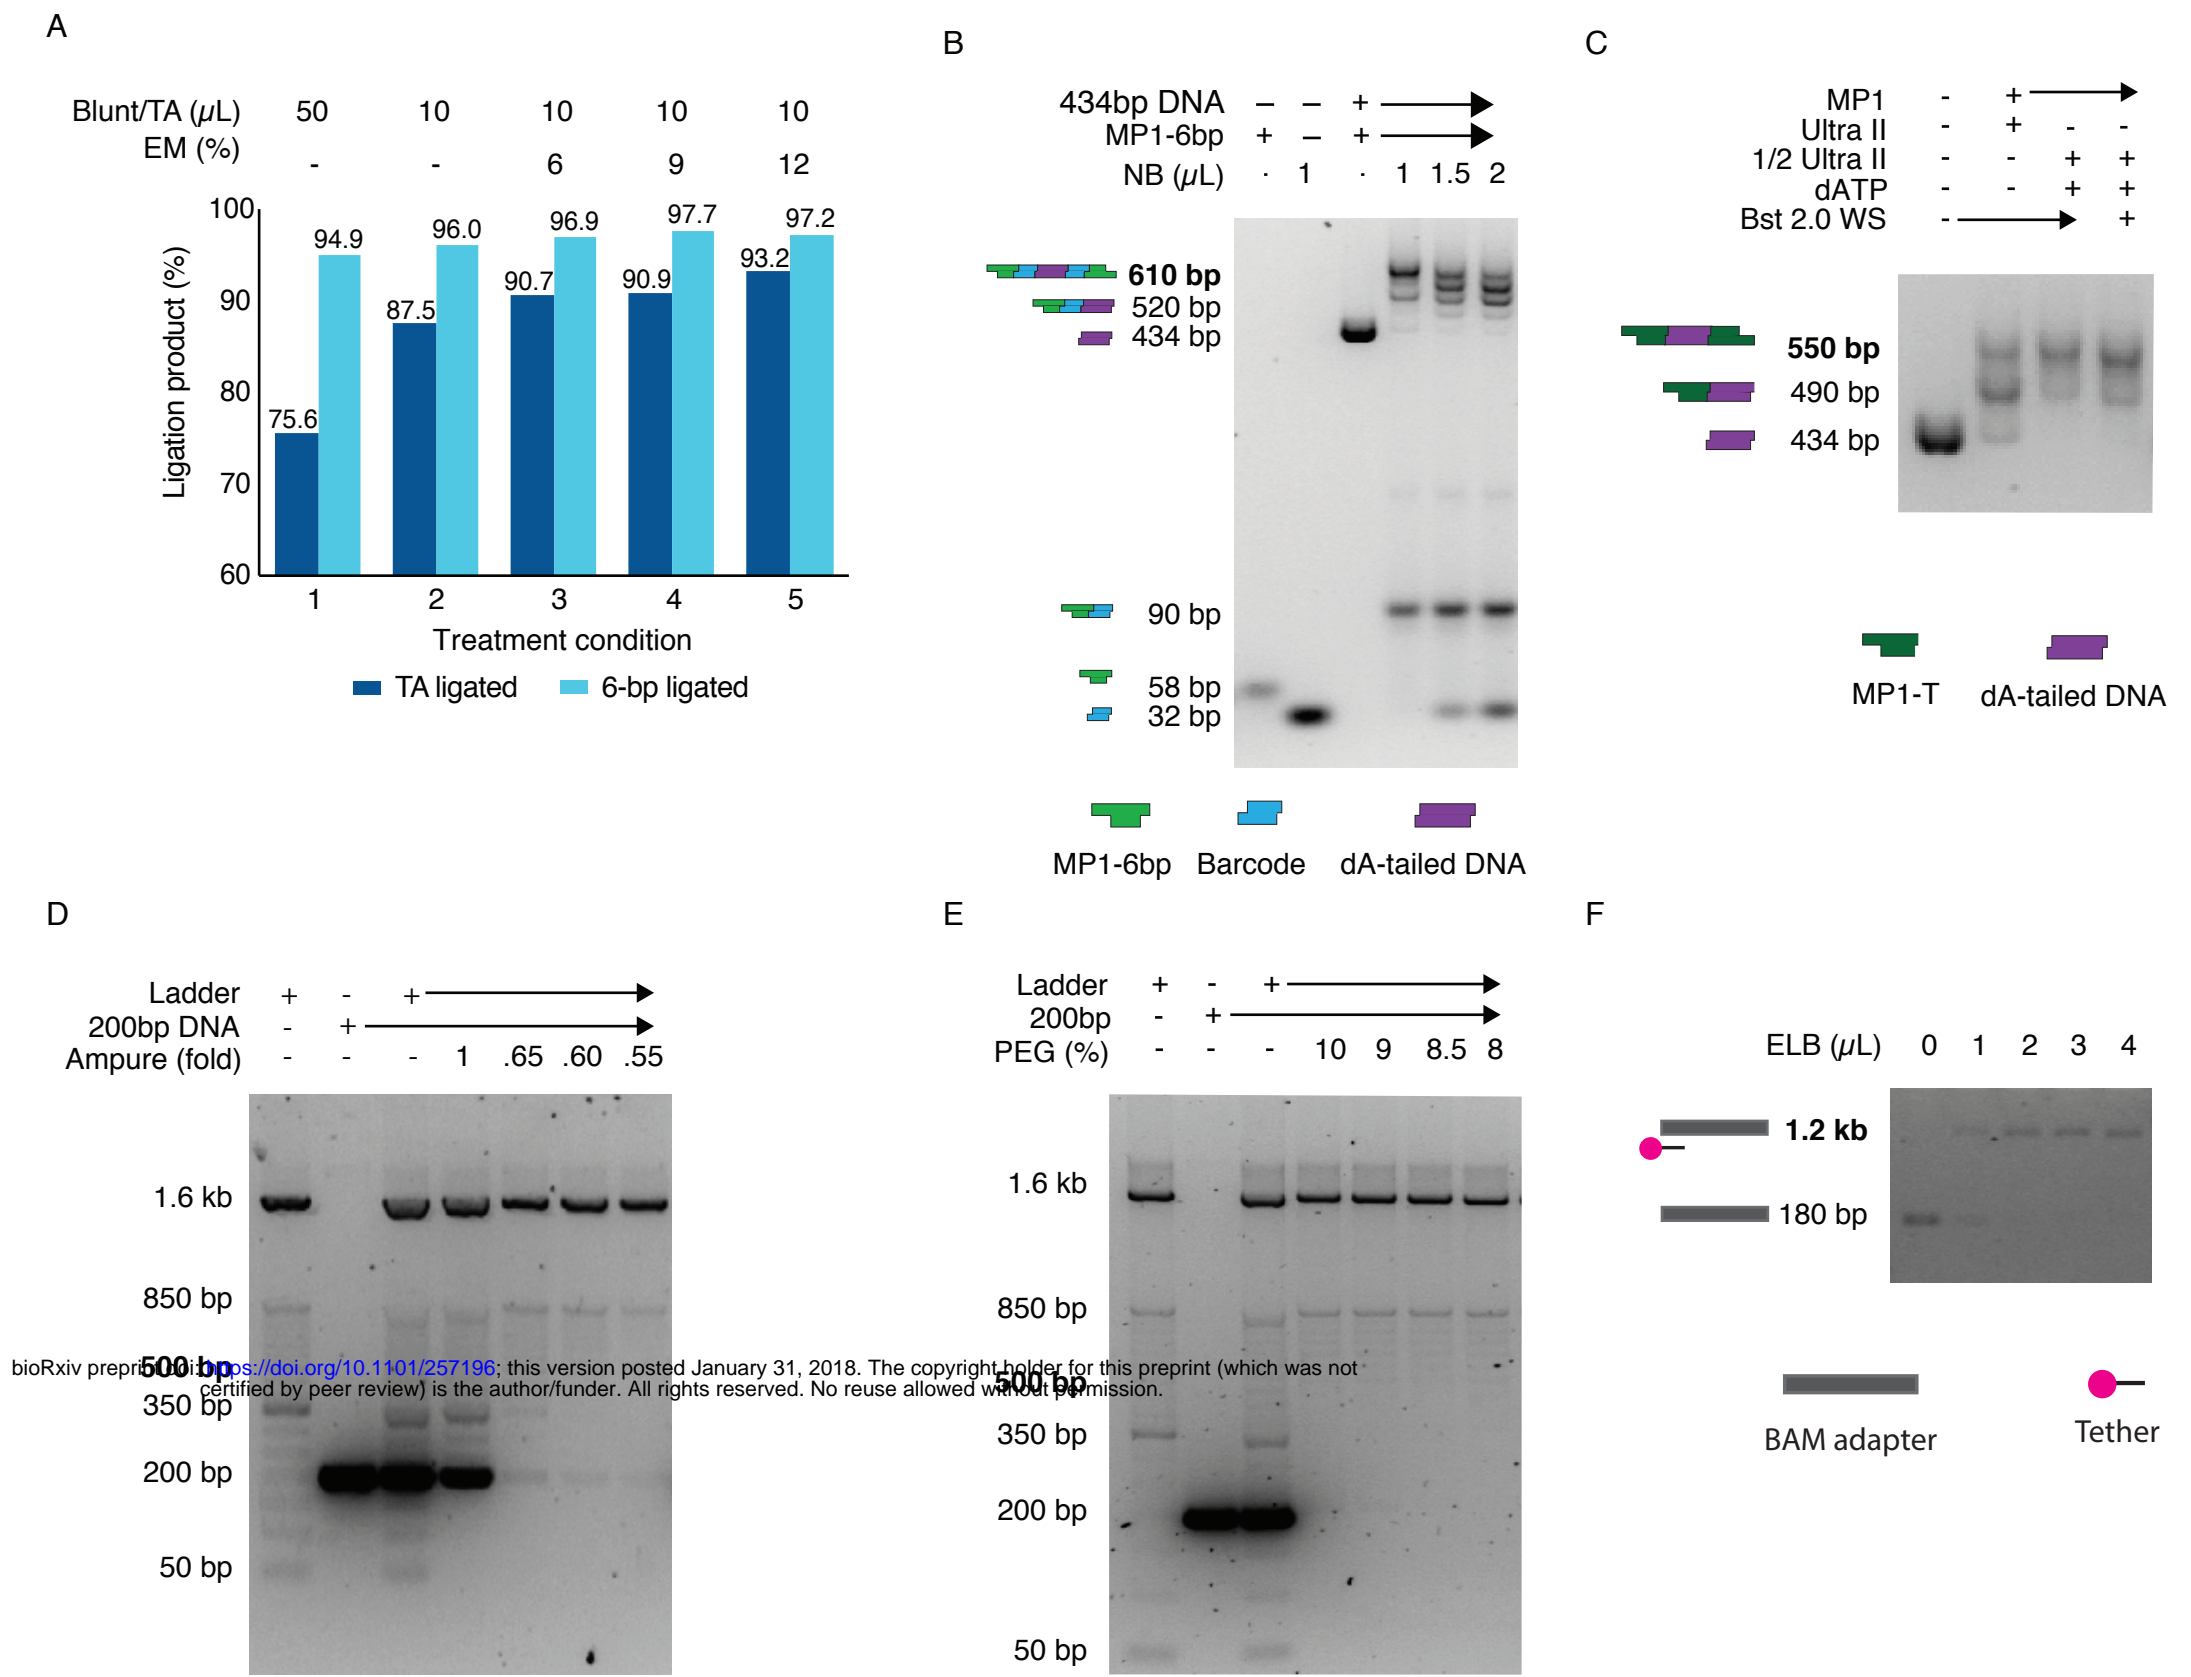 A
Blunt/TA (µL) 50 10 10 10 10
EM (%) - - 6 9 12
Ligation product (%)
100
90
80
70
60
75.6 94.9 87.5 96.0 90.7 96.9 90.9 97.7 93.2 97.2
1 2 3 4 5
Treatment condition
TA ligated 6-bp ligated
B
434bp DNA – – +
MP1-6bp + – +
NB (µL) · 1 · 1 1.5 2
610 bp
520 bp
434 bp
90 bp
58 bp
32 bp
MP1-6bp Barcode dA-tailed DNA
C
MP1 - +
Ultra II - + - -
1/2 Ultra II - - + +
dATP - - + +
Bst 2.0 WS - +
550 bp
490 bp
434 bp
MP1-T dA-tailed DNA
D
Ladder + - +
200bp DNA - +
Ampure (fold) - - - 1 .65 .60 .55
1.6 kb
850 bp
500 bp
350 bp
200 bp
50 bp
E
Ladder + - +
200bp - +
PEG (%) - - - 10 9 8.5 8
1.6 kb
850 bp
500 bp
350 bp
200 bp
50 bp
F
ELB (µL) 0 1 2 3 4
1.2 kb
180 bp
BAM adapter Tether
bioRxiv preprint doi: https://doi.org/10.1101/257196; this version posted January 31, 2018. The copyright holder for this preprint (which was not
certified by peer review) is the author/funder. All rights reserved. No reuse allowed without permission.